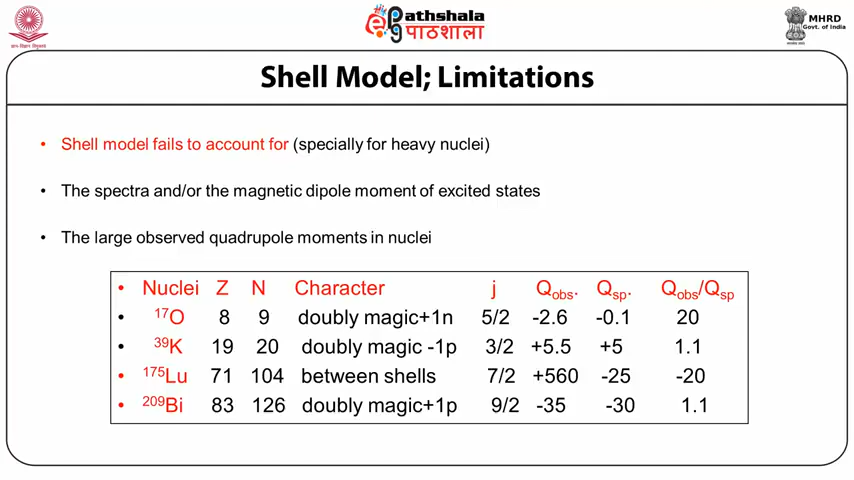 ePathshala
पाठशाला
MHRD
Govt. of India
Shell Model; Limitations
• Shell model fails to account for (specially for heavy nuclei)
• The spectra and/or the magnetic dipole moment of excited states
• The large observed quadrupole moments in nuclei
• Nuclei Z N Character j Qobs. Qsp. Qobs/Qsp
• 17O 8 9 doubly magic+1n 5/2 -2.6 -0.1 20
• 39K 19 20 doubly magic -1p 3/2 +5.5 +5 1.1
• 175Lu 71 104 between shells 7/2 +560 -25 -20
• 209Bi 83 126 doubly magic+1p 9/2 -35 -30 1.1